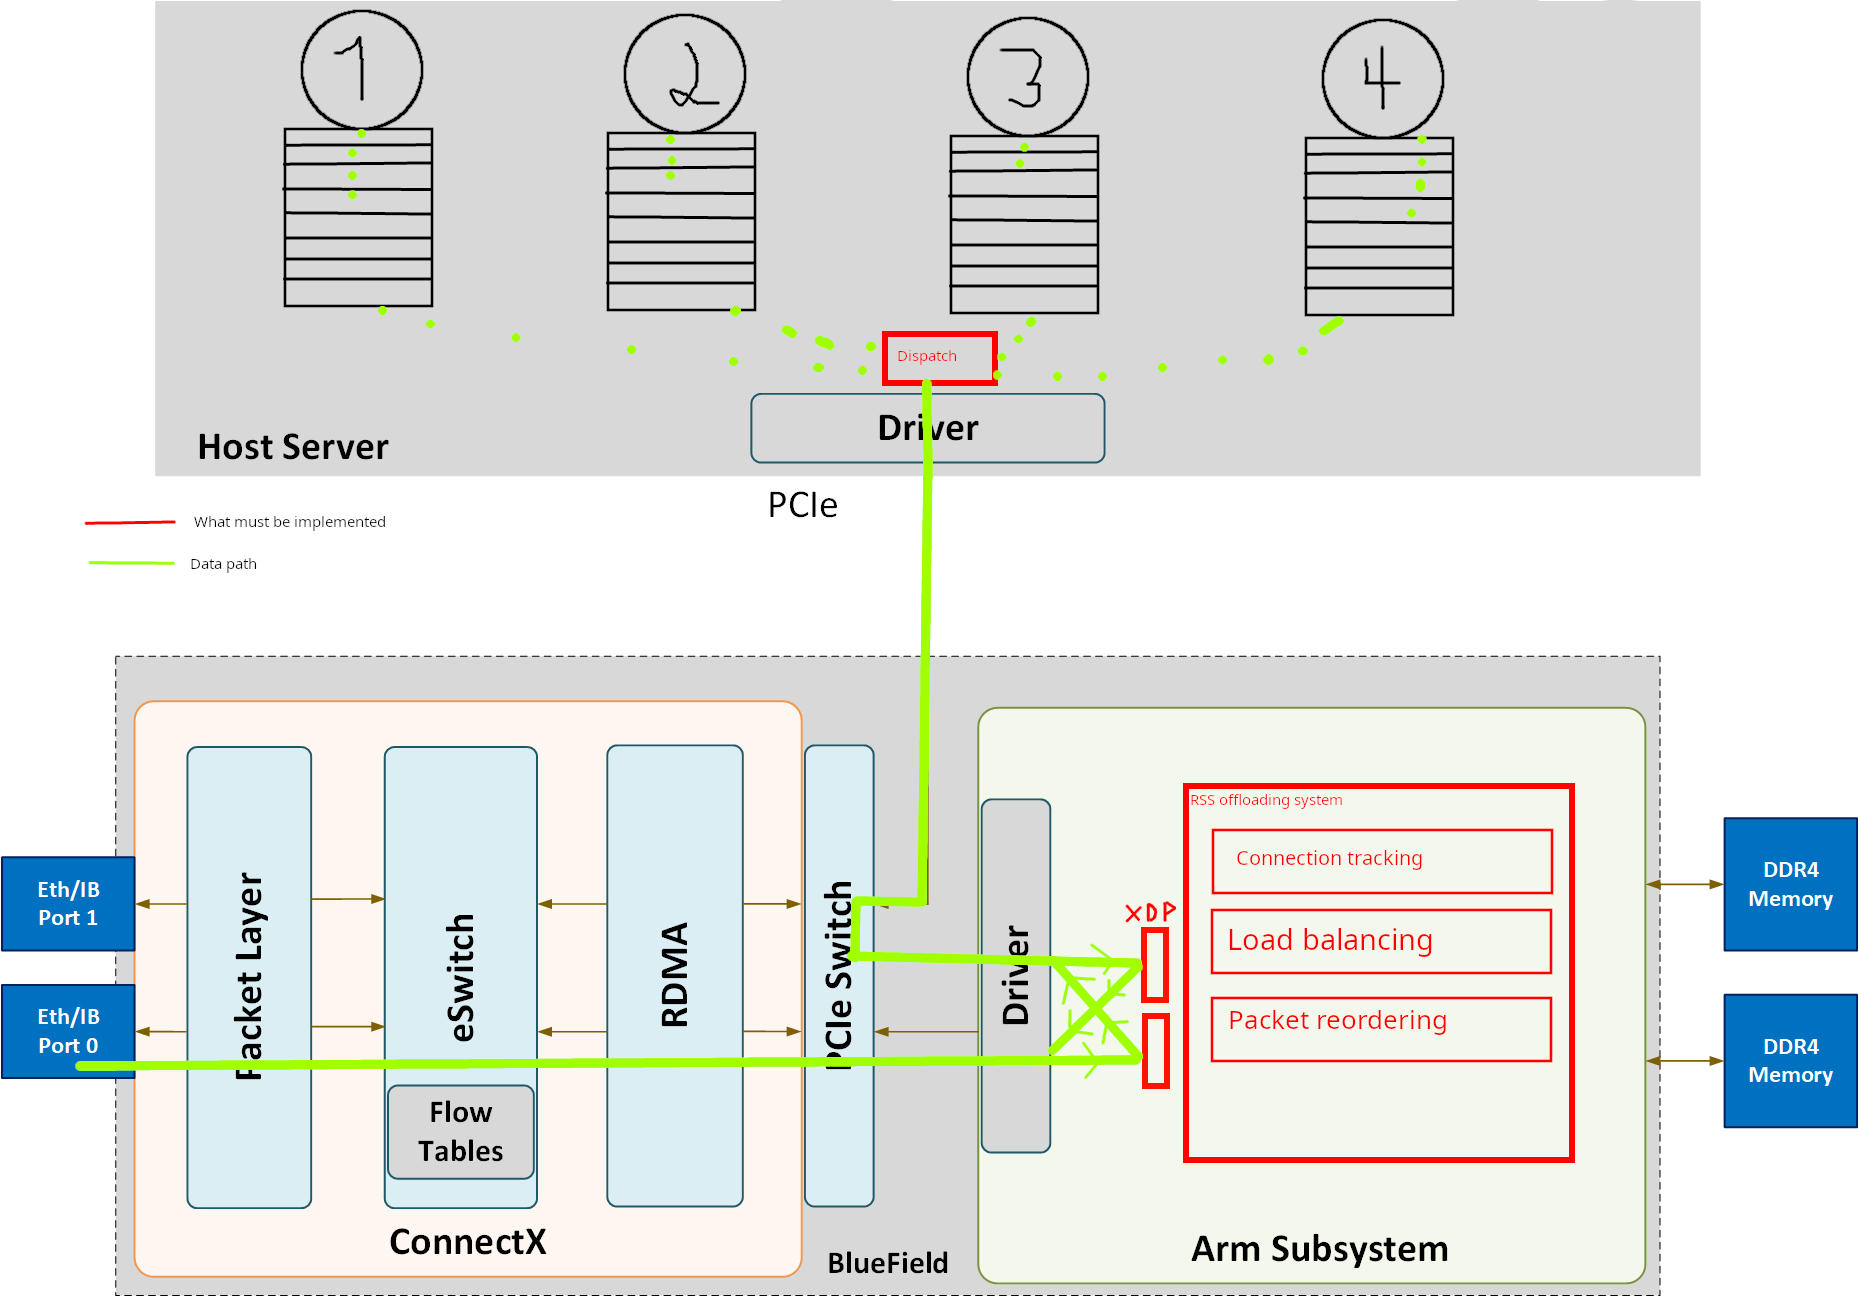 1
2
3
4
Dispatch
Driver
Host Server
PCIe
What must be implemented
Data path
RSS offloading system
Connection tracking
Load balancing
Packet reordering
XDP
Eth/IB
Port 1
Eth/IB
Port 0
Packet Layer
eSwitch
Flow
Tables
RDMA
PCIe Switch
Driver
DDR4
Memory
DDR4
Memory
ConnectX
BlueField
Arm Subsystem